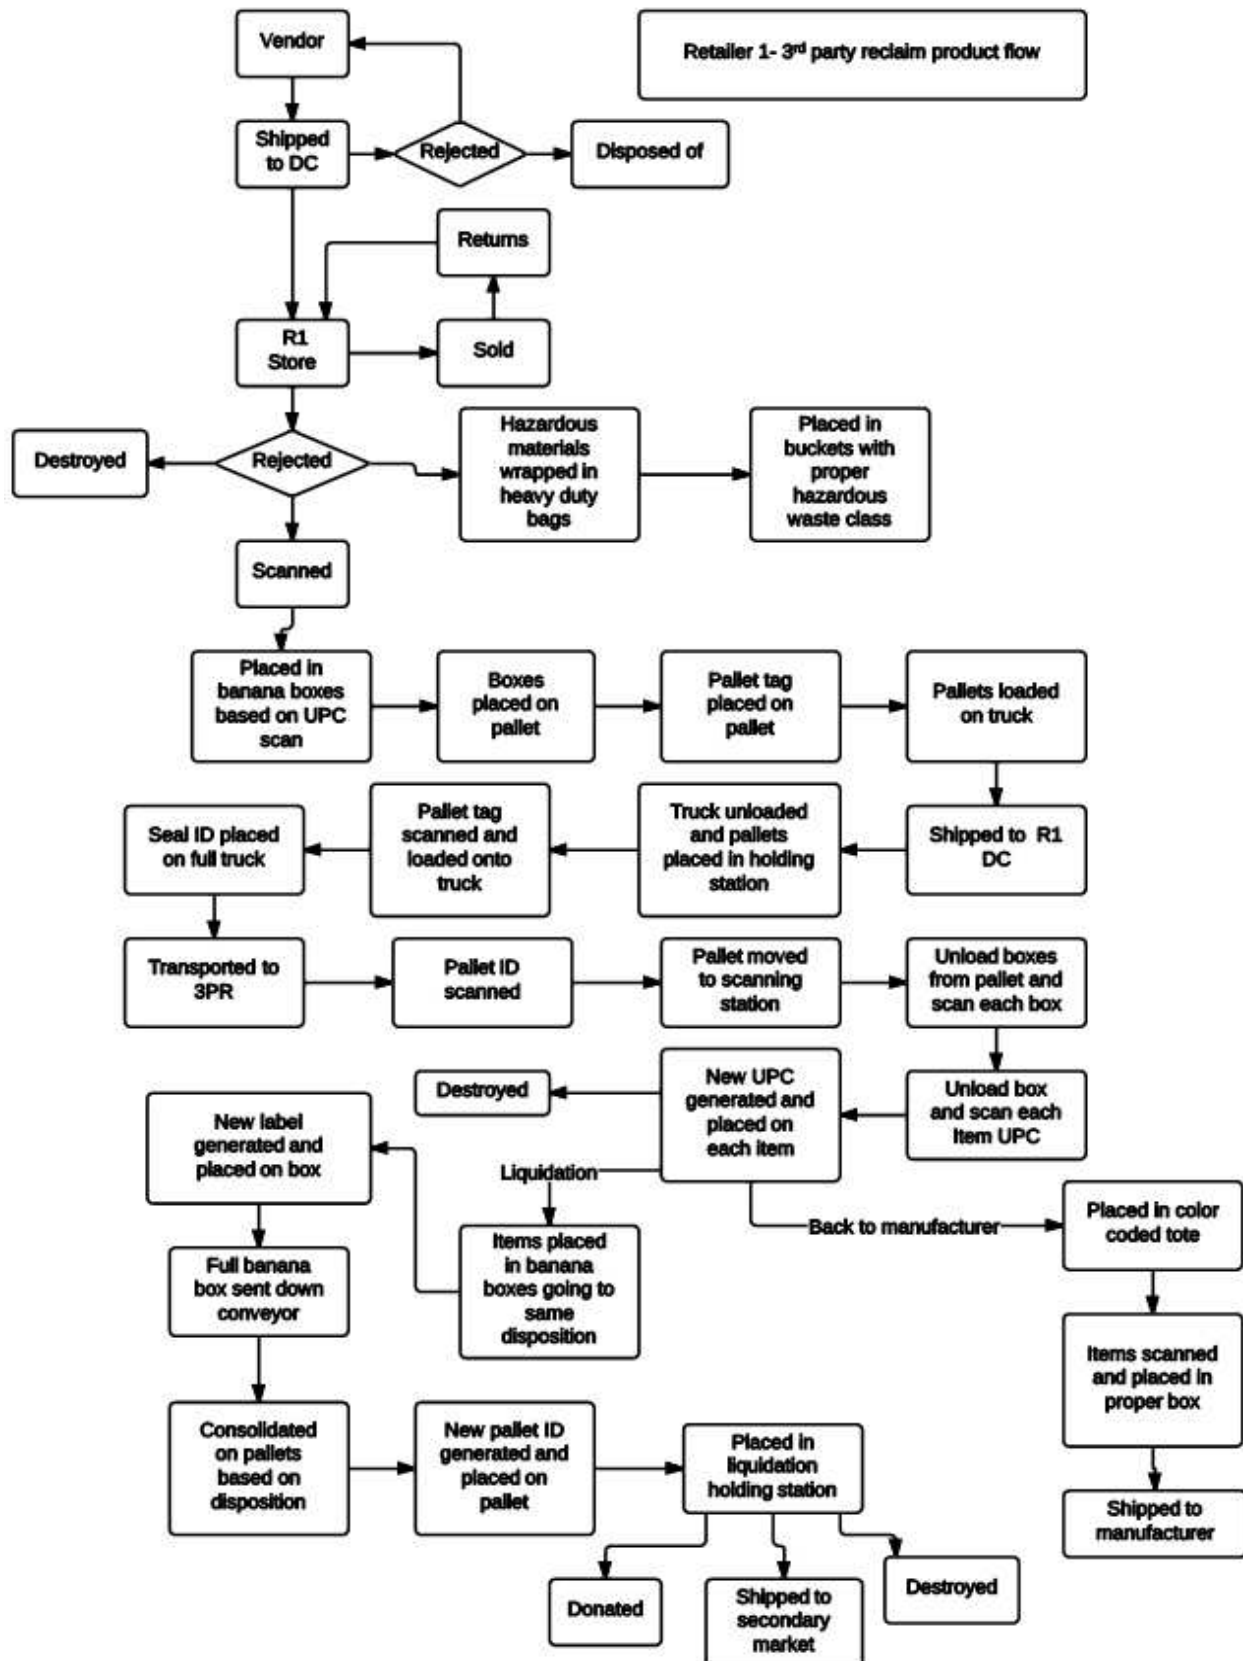 Vendor
Retailer 1- 3rd party reclaim product flow
Shipped
to DC
Rejected
Disposed of
Returns
R1
Store
Sold
Destroyed
Rejected
Hazardous
materials
wrapped in
heavy duty
bags
Placed in
buckets with
proper
hazardous
waste class
Scanned
Placed in
banana boxes
based on UPC
scan
Boxes
placed on
pallet
Pallet tag
placed on
pallet
Pallets loaded
on truck
Seal ID placed
on full truck
Pallet tag
scanned and
loaded onto
truck
Truck unloaded
and pallets
placed in holding
station
Shipped to R1
DC
Transported to
3PR
Pallet ID
scanned
Pallet moved
to scanning
station
Unload boxes
from pallet and
scan each box
Destroyed
New UPC
generated and
placed on
each item
Unload box
and scan each
Item UPC
New label
generated and
placed on box
Liquidation
Back to manufacturer
Placed in color
coded tote
Full banana
box sent down
conveyor
Items placed
in banana
boxes going to
same
disposition
Items scanned
and placed in
proper box
Consolidated
on pallets
based on
disposition
New pallet ID
generated and
placed on
pallet
Placed in
liquidation
holding station
Shipped to
manufacturer
Donated
Shipped to
secondary
market
Destroyed